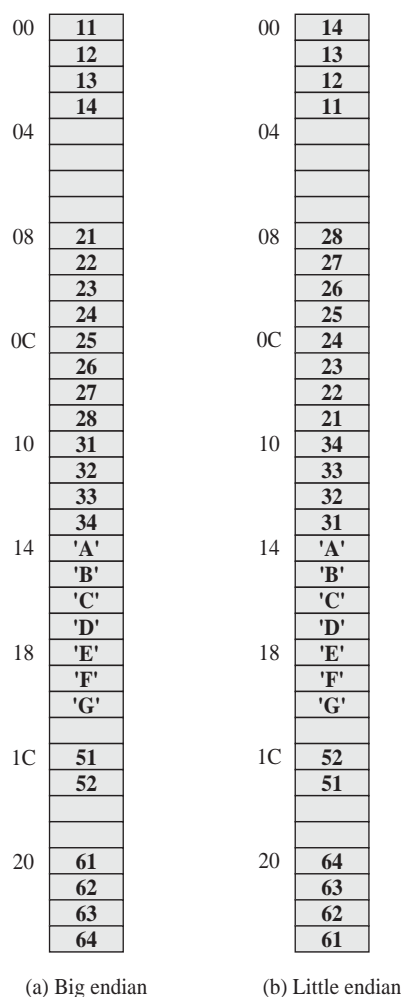 00 11 00 14
12 13
13 12
14 11
04 04
08 21 08 28
22 27
23 26
24 25
0C 25 0C 24
26 23
27 22
28 21
10 31 10 34
32 33
33 32
34 31
14 'A' 14 'A'
'B' 'B'
'C' 'C'
'D' 'D'
18 'E' 18 'E'
'F' 'F'
'G' 'G'
1C 51 1C 52
52 51
20 61 20 64
62 63
63 62
64 61
(a) Big endian (b) Little endian